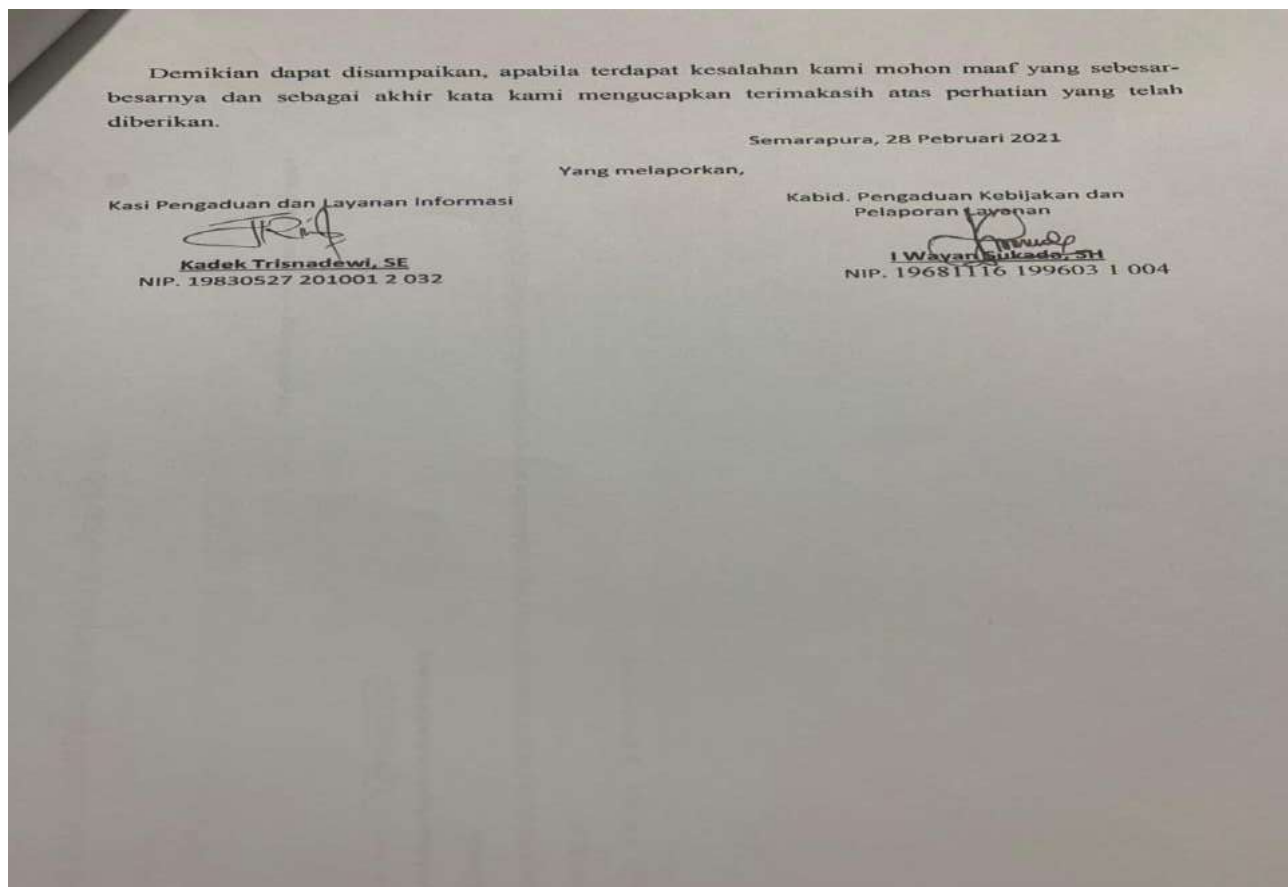 Demikian dapat disampaikan, apabila terdapat kesalahan kami mohon maaf yang sebesar-
besarnya dan sebagai akhir kata kami mengucapkan terimakasih atas perhatian yang telah
diberikan.
Semarapura, 28 Pebruari 2021
Yang melaporkan,
Kasi Pengaduan dan Layanan Informasi
Kadek Trisnadewi, SE
NIP. 19830527 201001 2 032
Kabid. Pengaduan Kebijakan dan
Pelaporan Layanan
I Wayan Sukada, SH
NIP. 19681116 199603 1 004